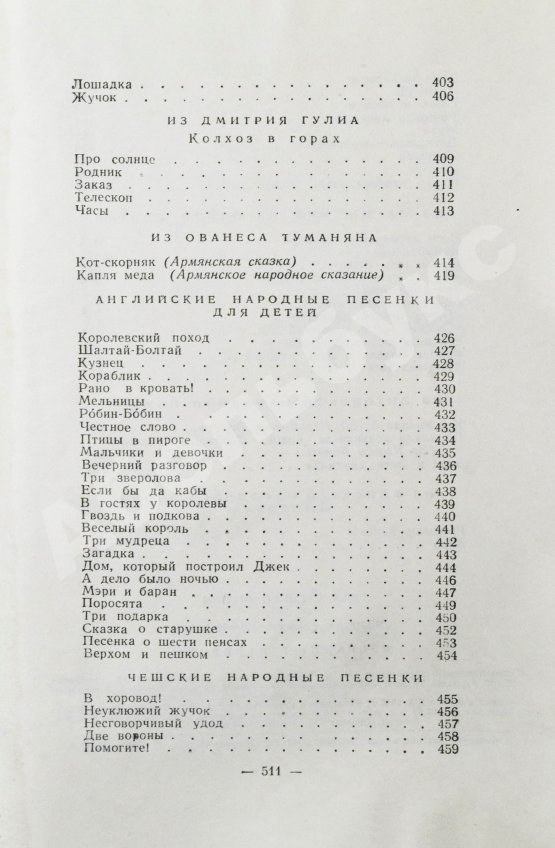 Лошадка . . . . . . . . . . . . . . . 403
Жучок . . . . . . . . . . . . . . . . 406
ИЗ ДМИТРИЯ ГУЛИА
Колхоз в горах
Про солнце . . . . . . . . . . . . . . 409
Родник . . . . . . . . . . . . . . . . 410
Заказ . . . . . . . . . . . . . . . . 411
Телескоп . . . . . . . . . . . . . . . 412
Часы . . . . . . . . . . . . . . . . 413
ИЗ ОВАНЕСА ТУМАНЯНА
Кот-скорняк (Армянская сказка) . . . . . . . 414
Капля меда (Армянское народное сказание) . . 419
АНГЛИЙСКИЕ НАРОДНЫЕ ПЕСЕНКИ
ДЛЯ ДЕТЕЙ
Королевский поход . . . . . . . . . . . 426
Шалтай-Болтай . . . . . . . . . . . . . 427
Кузнец . . . . . . . . . . . . . . . . 428
Кораблик . . . . . . . . . . . . . . . 429
Рано в кровать! . . . . . . . . . . . . 430
Мельницы . . . . . . . . . . . . . . . 431
Ро́бин-Бо́бин . . . . . . . . . . . . . . 432
Честное слово . . . . . . . . . . . . . 433
Птицы в пироге . . . . . . . . . . . . 434
Мальчики и девочки . . . . . . . . . . . 435
Вечерний разговор . . . . . . . . . . . 436
Три зверолова . . . . . . . . . . . . . 437
Если бы да кабы . . . . . . . . . . . . 438
В гостях у королевы . . . . . . . . . . 439
Гвоздь и подкова . . . . . . . . . . . . 440
Веселый король . . . . . . . . . . . . 441
Три мудреца . . . . . . . . . . . . . . 442
Загадка . . . . . . . . . . . . . . . . 443
Дом, который построил Джек . . . . . . . . 444
А дело было ночью . . . . . . . . . . . 446
Мэри и баран . . . . . . . . . . . . . 447
Поросята . . . . . . . . . . . . . . . 449
Три подарка . . . . . . . . . . . . . . 450
Сказка о старушке . . . . . . . . . . . 452
Песенка о шести пенсах . . . . . . . . . 453
Верхом и пешком . . . . . . . . . . . . 454
ЧЕШСКИЕ НАРОДНЫЕ ПЕСЕНКИ
В хоровод! . . . . . . . . . . . . . . 455
Неуклюжий жучок . . . . . . . . . . . . 456
Несговорчивый удод . . . . . . . . . . . 457
Две вороны . . . . . . . . . . . . . . 458
Помогите! . . . . . . . . . . . . . . . 459
— 511 —